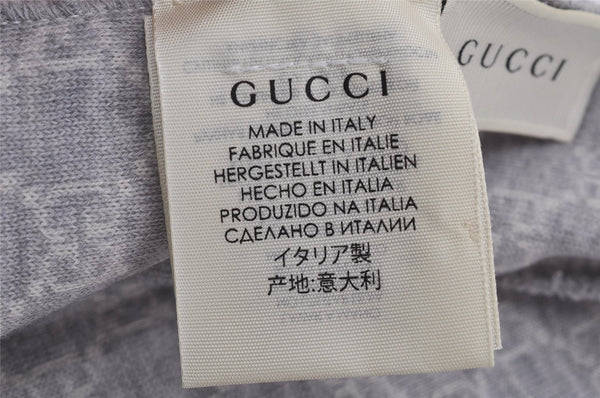 GUCCI
MADE IN ITALY
FABRIQUE EN ITALIE
HERGESTELLT IN ITALIEN
HECHO EN ITALIA
PRODUZIDO NA ITALIA
СДЕЛАНО В ИТАЛИИ
イタリア製
产地:意大利
GUCCI